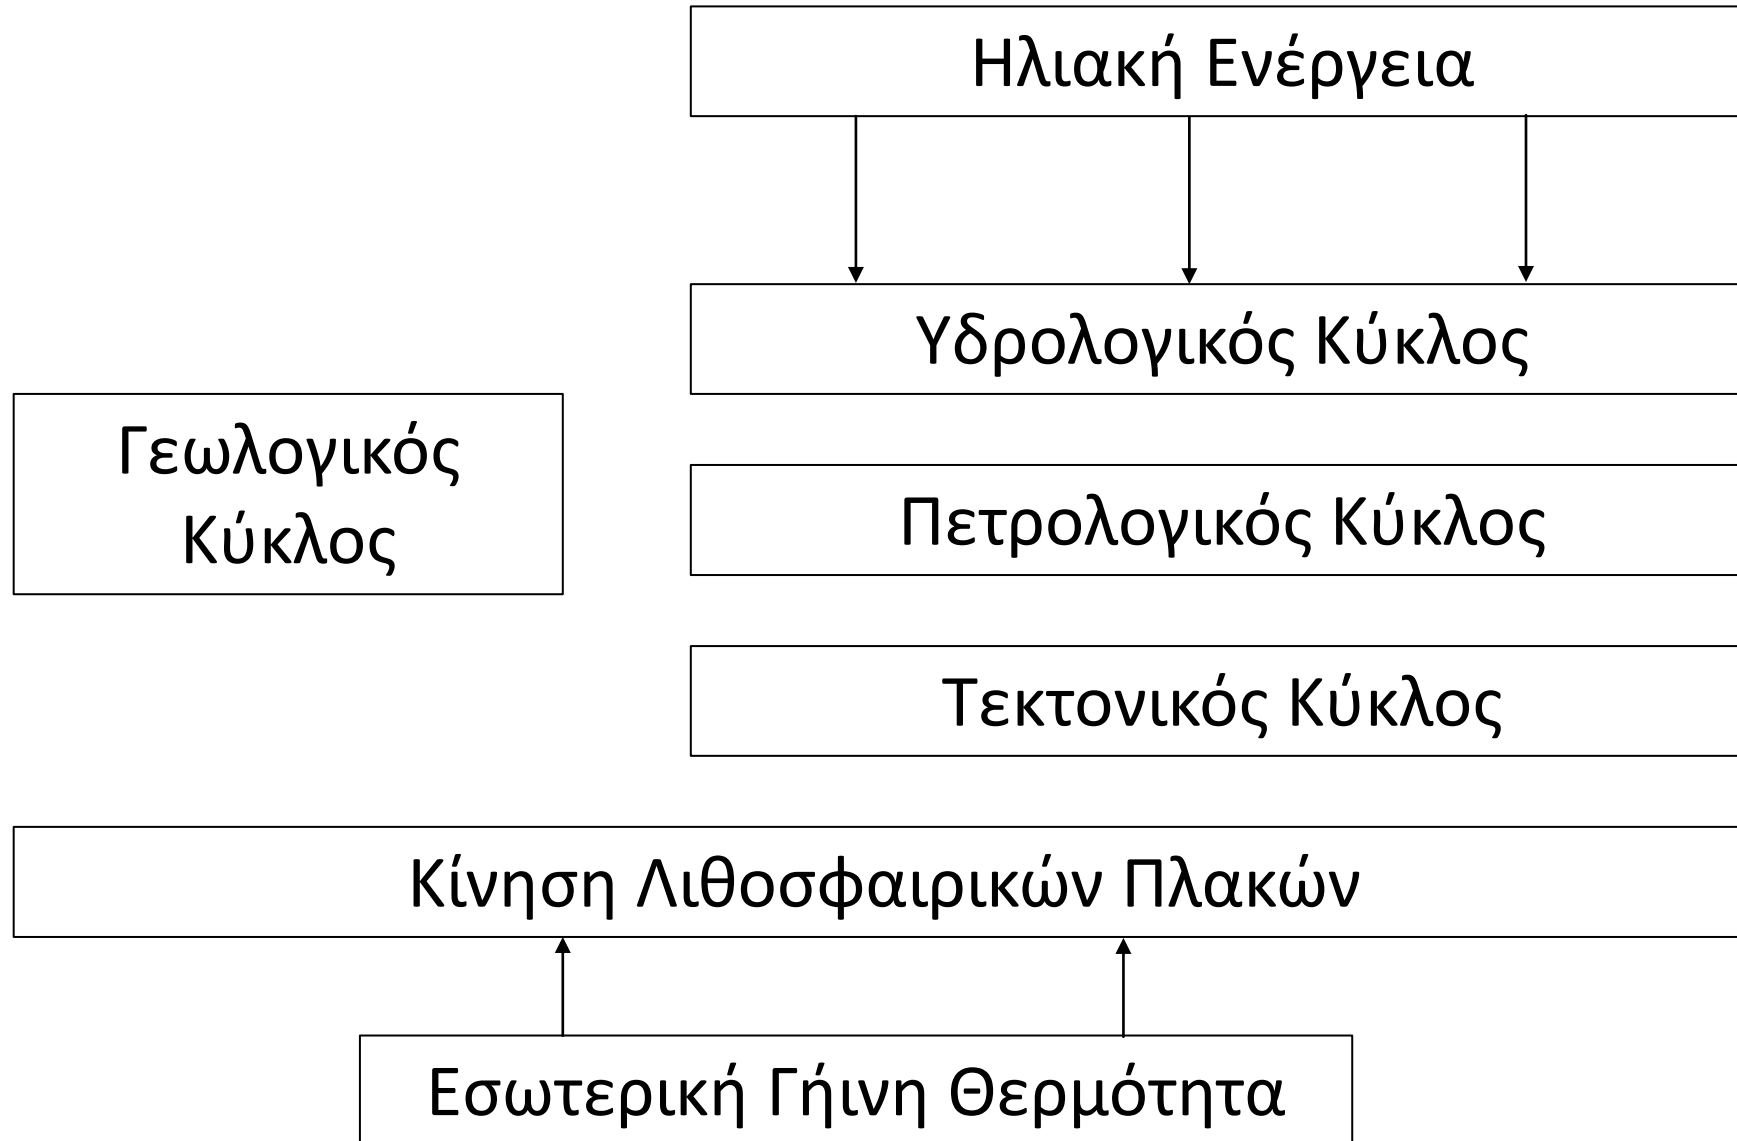 Ηλιακή Ενέργεια
Υδρολογικός Κύκλος
Γεωλογικός
Κύκλος
Πετρολογικός Κύκλος
Τεκτονικός Κύκλος
Κίνηση Λιθοσφαιρικών Πλακών
Εσωτερική Γήινη Θερμότητα